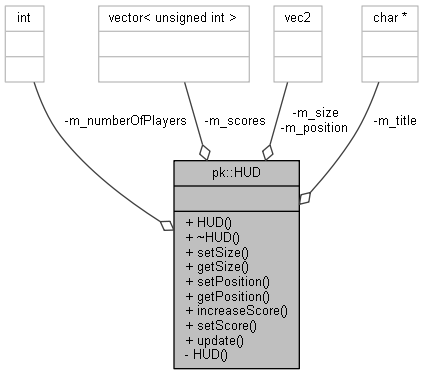 int
vector< unsigned int >
vec2
char *
-m_numberOfPlayers
-m_scores
-m_size
-m_position
-m_title
pk::HUD
+ HUD()
+ ~HUD()
+ setSize()
+ getSize()
+ setPosition()
+ getPosition()
+ increaseScore()
+ setScore()
+ update()
- HUD()